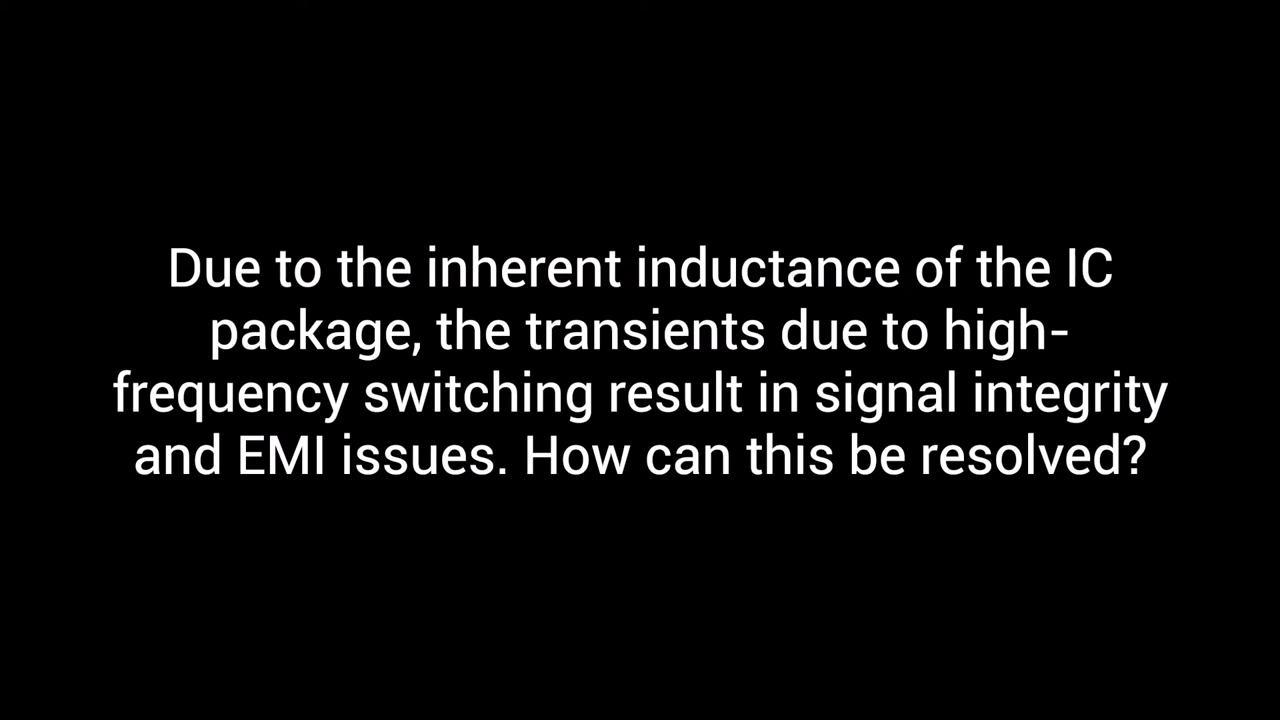 Due to the inherent inductance of the IC
package, the transients due to high-
frequency switching result in signal integrity
and EMI issues. How can this be resolved?